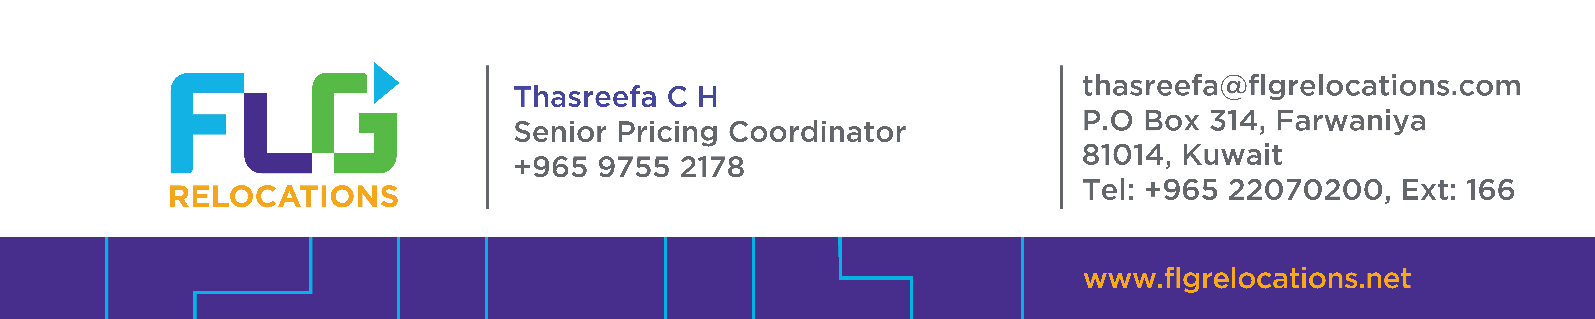 FLG
RELOCATIONS
Thasreefa C H
Senior Pricing Coordinator
+965 9755 2178
thasreefa@flgrelocations.com
P.O Box 314, Farwaniya
81014, Kuwait
Tel: +965 22070200, Ext: 166
www.flgrelocations.net